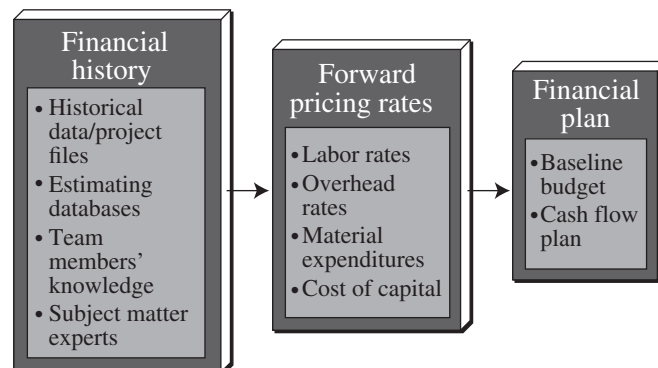 Financial
history
• Historical
data/project
files
• Estimating
databases
• Team
members’
knowledge
• Subject matter
experts
Forward
pricing rates
• Labor rates
• Overhead
rates
• Material
expenditures
• Cost of capital
Financial
plan
• Baseline
budget
• Cash flow
plan